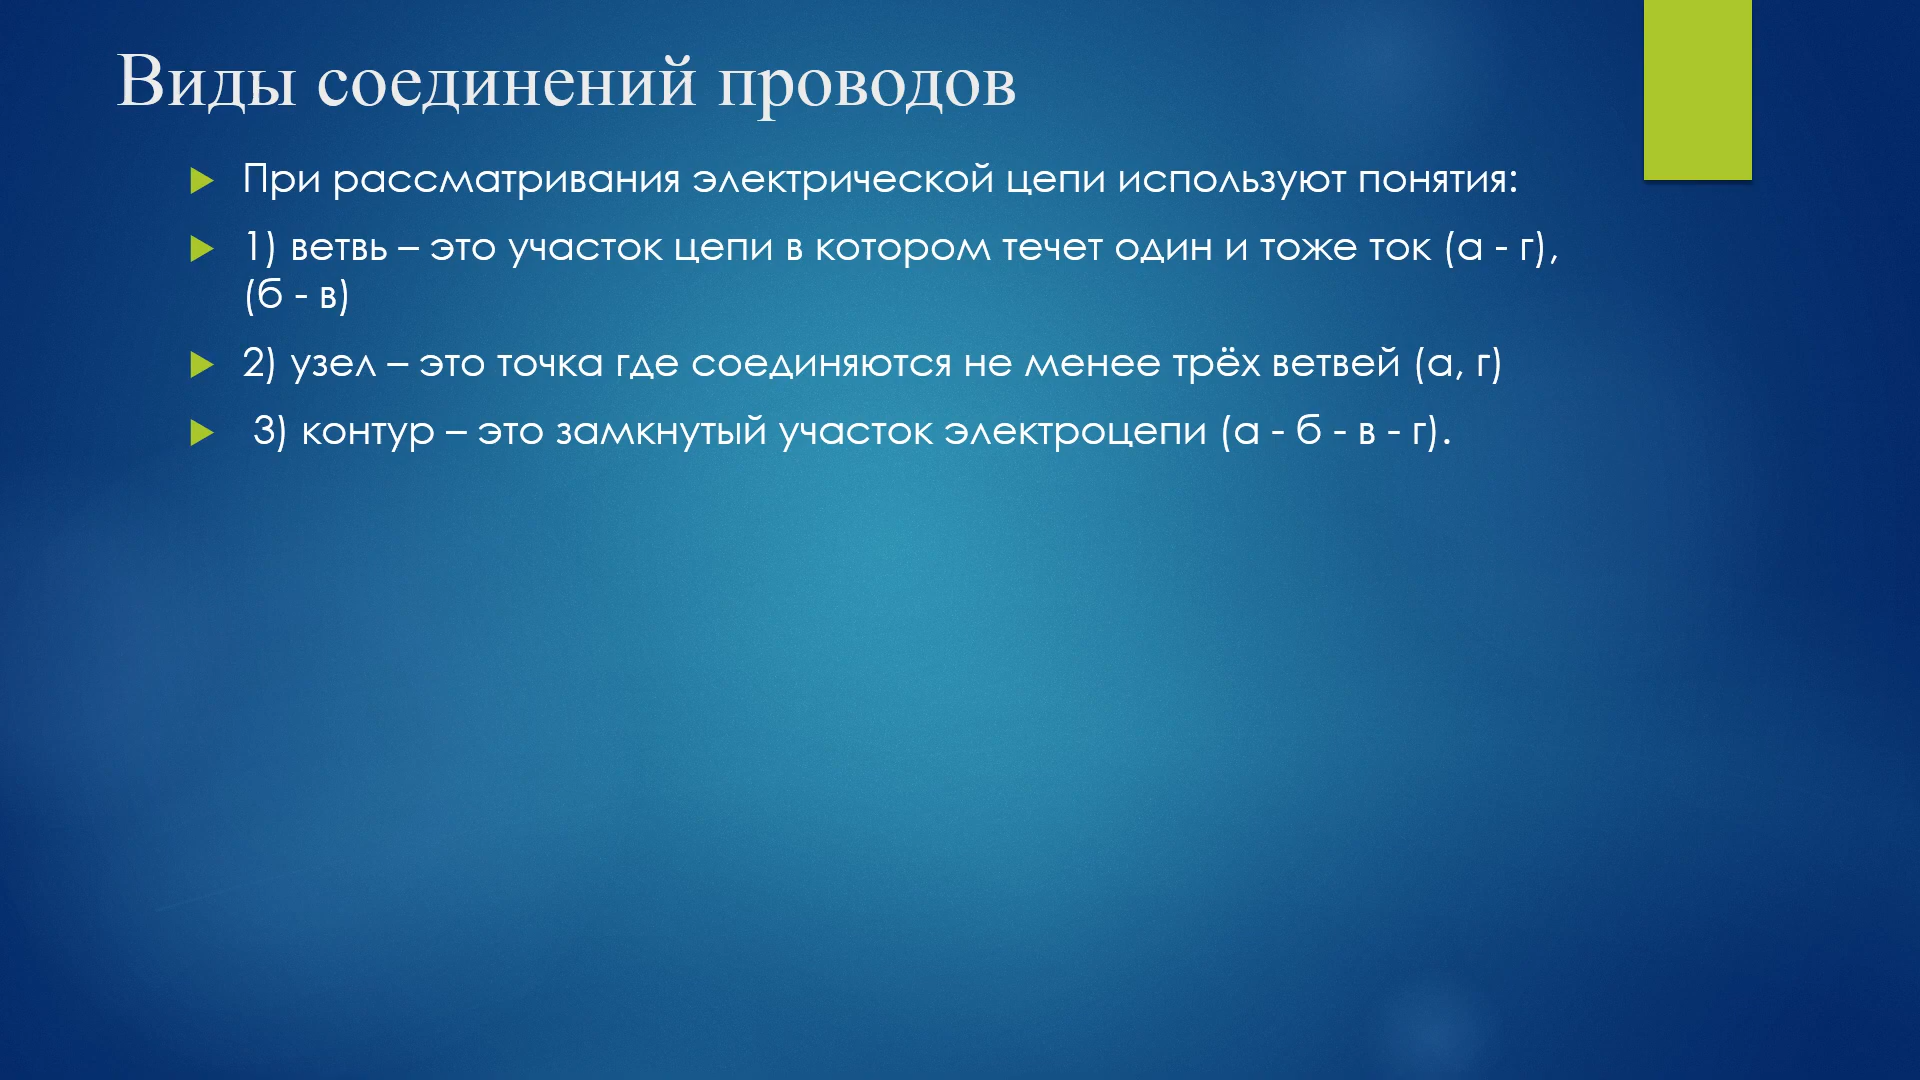 Виды соединений проводов
При рассматривания электрической цепи используют понятия:
1) ветвь – это участок цепи в котором течет один и тоже ток (а - г),
(б - в)
2) узел – это точка где соединяются не менее трёх ветвей (а, г)
3) контур – это замкнутый участок электроцепи (а - б - в - г).